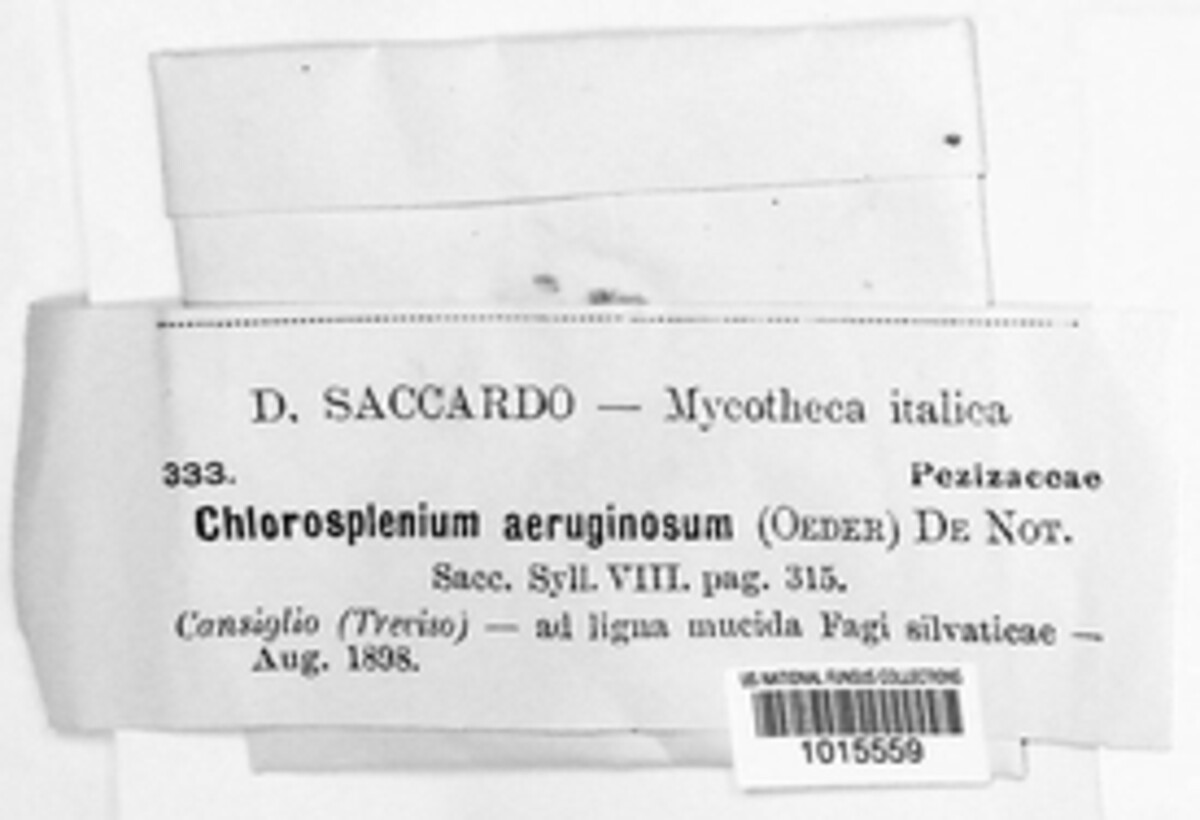 D. SACCARDO — Mycotheca italica
333. Pezizaceae
Chlorosplenium aeruginosum (OEDER) DE NOT.
Sacc. Syll. VIII. pag. 315.
Cansiglio (Treviso) — ad ligna mucida Fagi silvaticae —
Aug. 1898.
US NATIONAL FUNGUS COLLECTIONS
1015559